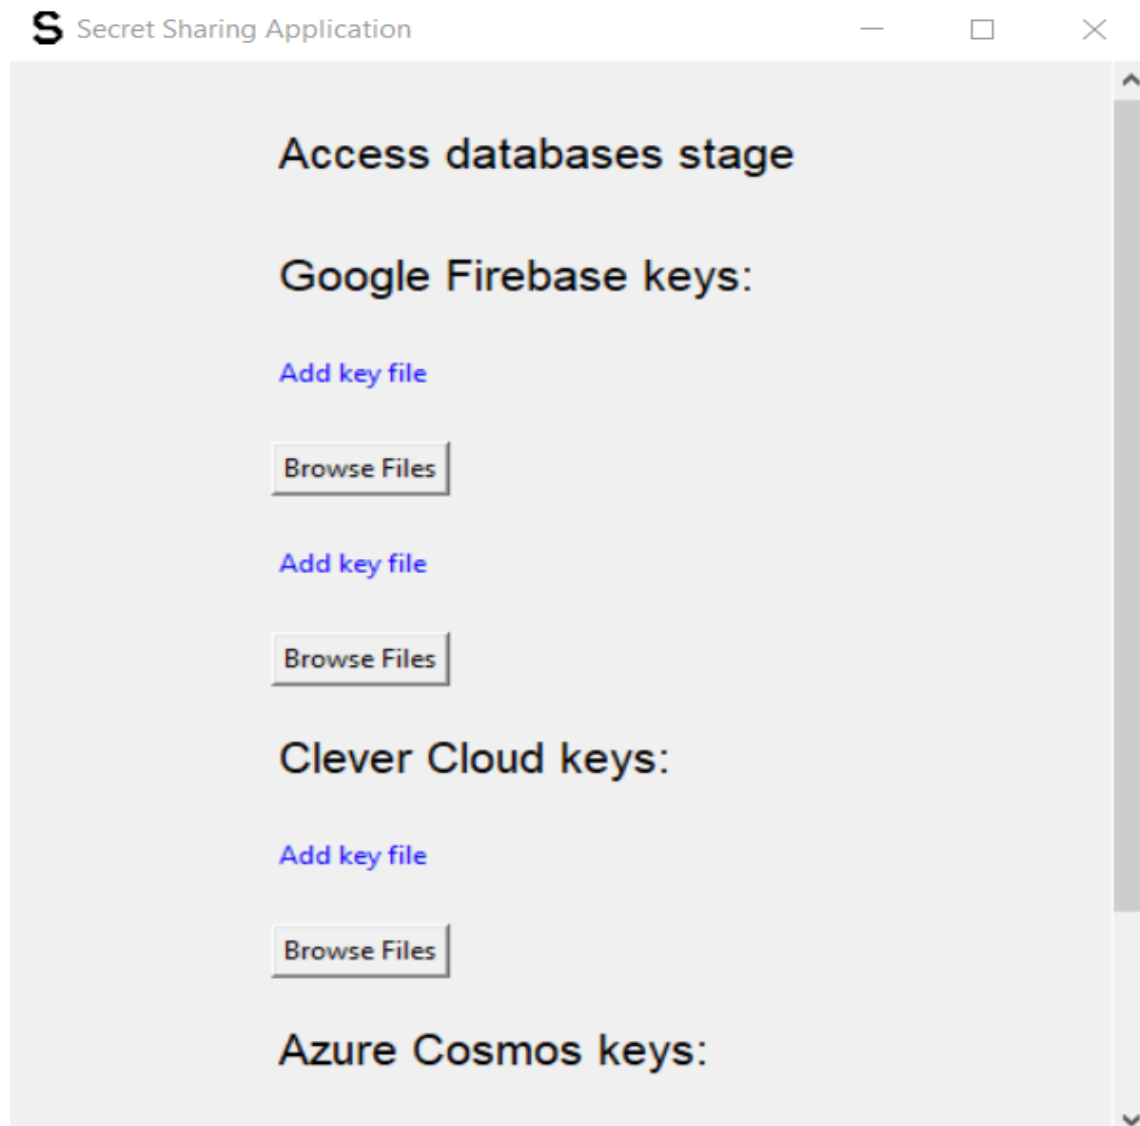 S Secret Sharing Application
Access databases stage
Google Firebase keys:
Add key file
Browse Files
Add key file
Browse Files
Clever Cloud keys:
Add key file
Browse Files
Azure Cosmos keys: